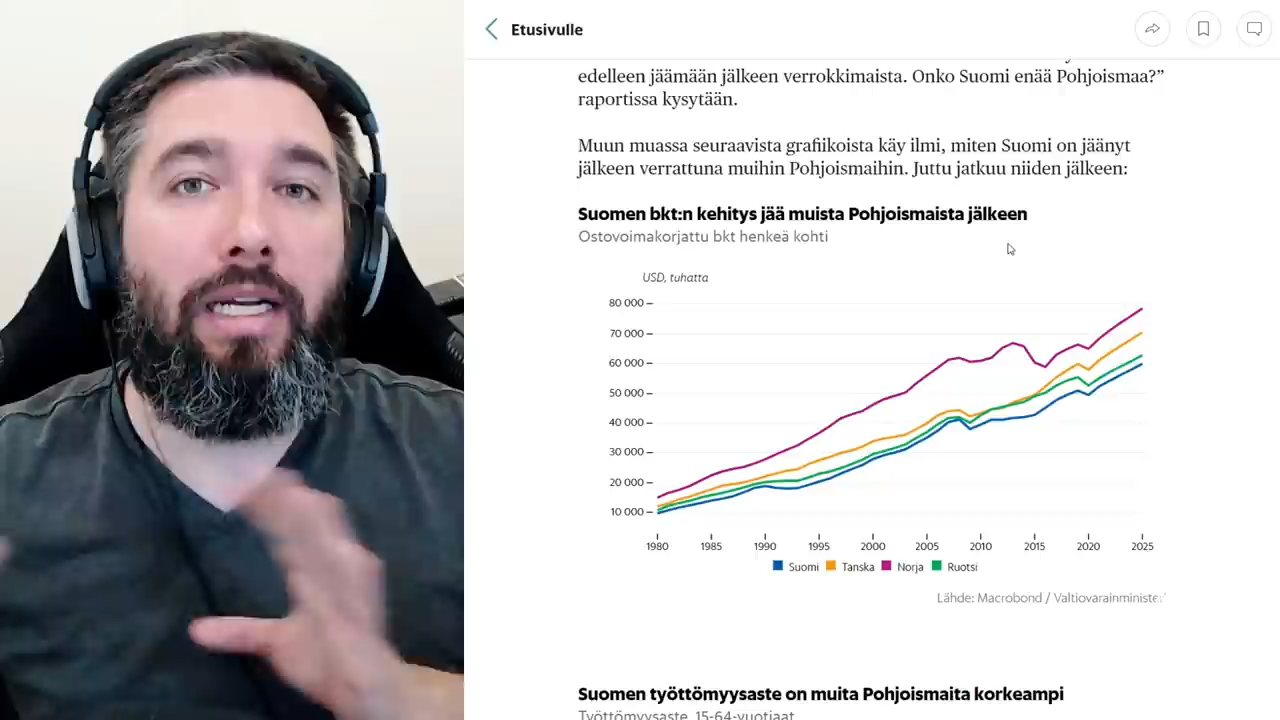 Etusivulle
edelleen jäämään jälkeen verrokkimaista. Onko Suomi enää Pohjoismaa?”
raportissa kysytään.
Muun muassa seuraavista grafiikoista käy ilmi, miten Suomi on jäänyt
jälkeen verrattuna muihin Pohjoismaihin. Juttu jatkuu niiden jälkeen:
Suomen bkt:n kehitys jää muista Pohjoismaista jälkeen
Ostovoimakorjattu bkt henkeä kohti
USD, tuhatta
80 000
70 000
60 000
50 000
40 000
30 000
20 000
10 000
1980 1985 1990 1995 2000 2005 2010 2015 2020 2025
Suomi Tanska Norja Ruotsi
Lähde: Macrobond /
Suomen työttömyysaste on muita Pohjoismaita korkeampi
Työttömyysaste, 15-64-vuotiaat